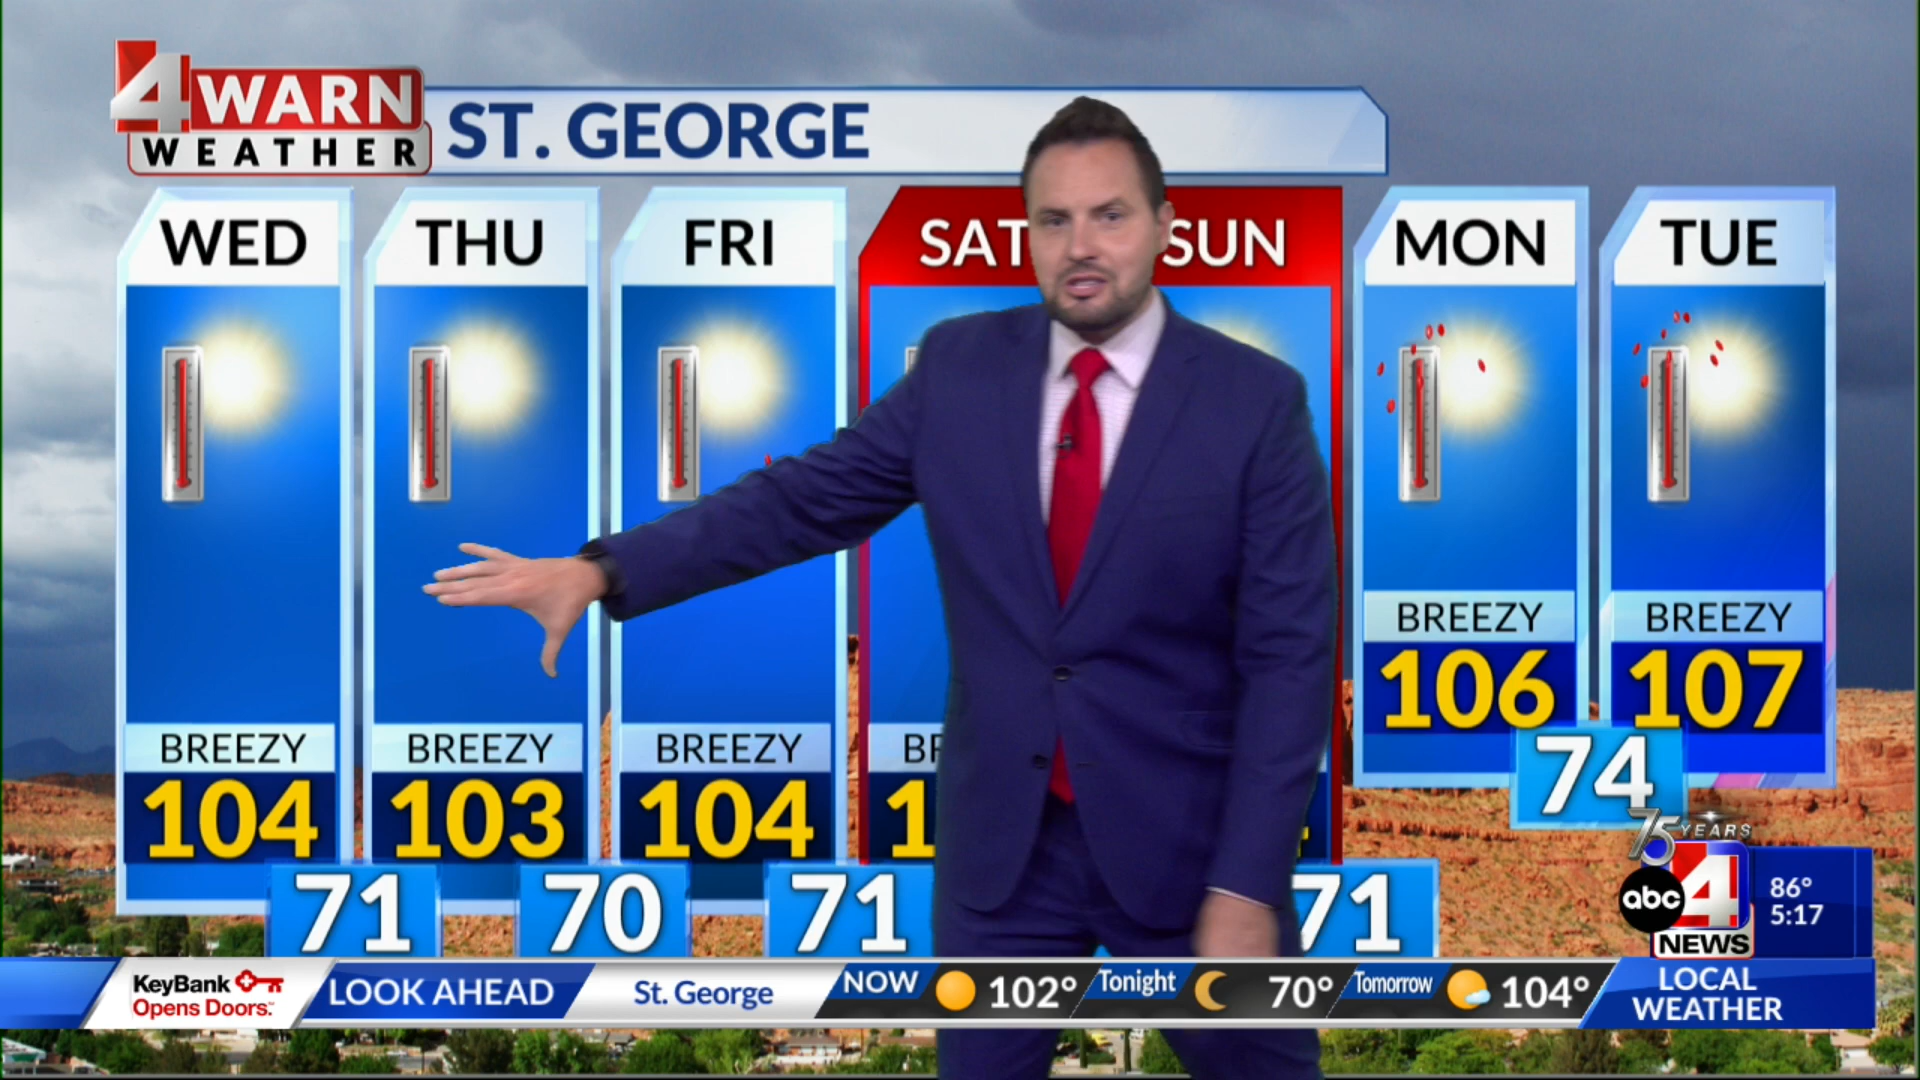 4 WARN
WEATHER
ST. GEORGE
WED
THU
FRI
SAT
SUN
MON
TUE
BREEZY
BREEZY
BREEZY
BREEZY
BREEZY
104
103
104
106
107
71
70
71
71
74
75 YEARS
abc 4
NEWS
86°
5:17
KeyBank
Opens Doors.
LOOK AHEAD
St. George
NOW
102°
Tonight
70°
Tomorrow
104°
LOCAL
WEATHER